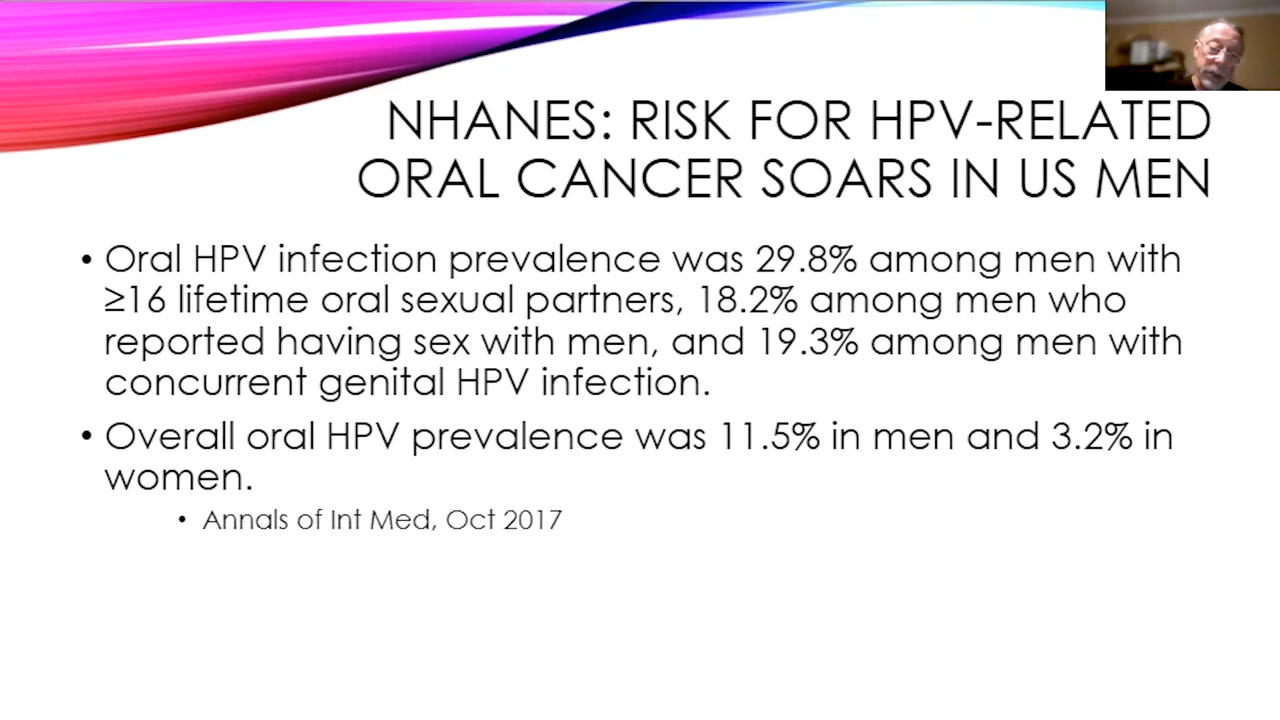 NHANES: RISK FOR HPV-RELATED
ORAL CANCER SOARS IN US MEN
• Oral HPV infection prevalence was 29.8% among men with
≥16 lifetime oral sexual partners, 18.2% among men who
reported having sex with men, and 19.3% among men with
concurrent genital HPV infection.
• Overall oral HPV prevalence was 11.5% in men and 3.2% in
women.
• Annals of Int Med, Oct 2017